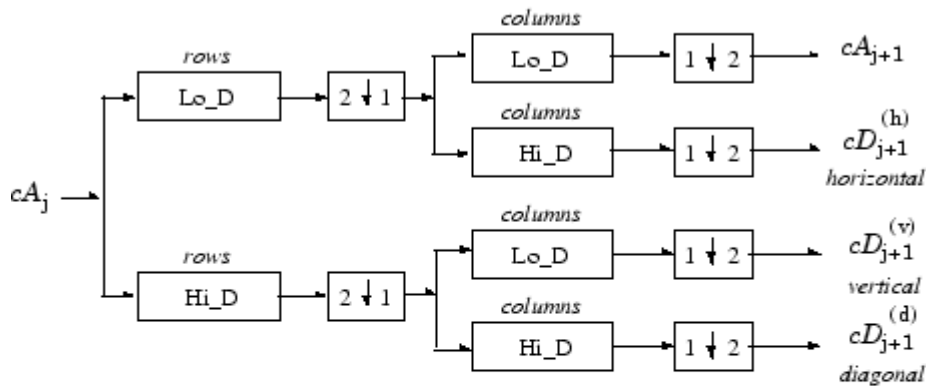 columns
rows
Lo_D
1 ↓ 2
cA_{j+1}
Lo_D
2 ↓ 1
columns
Hi_D
1 ↓ 2
cD_{j+1}^{(h)}
horizontal
cA_j
columns
rows
Lo_D
1 ↓ 2
cD_{j+1}^{(v)}
vertical
Hi_D
2 ↓ 1
columns
Hi_D
1 ↓ 2
cD_{j+1}^{(d)}
diagonal